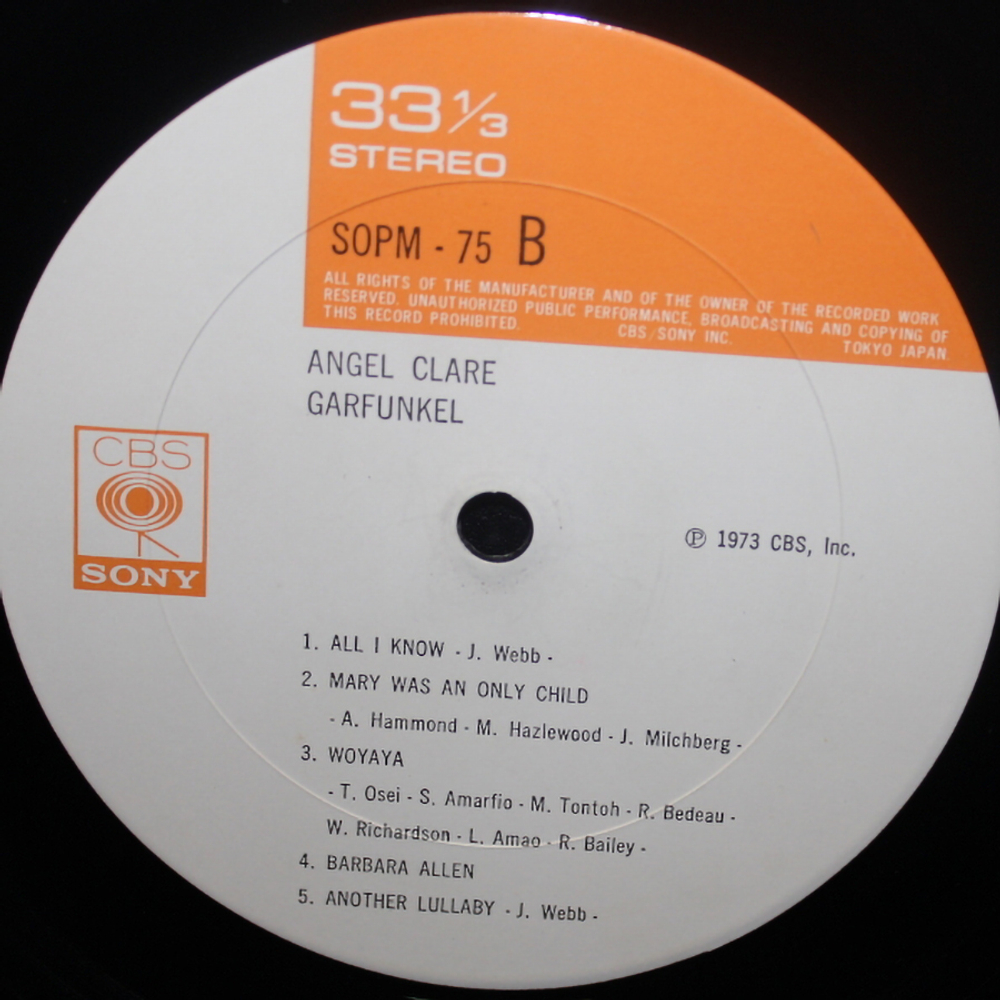 33 1/3
STEREO
SOPM - 75 B
ALL RIGHTS OF THE MANUFACTURER AND OF THE OWNER OF THE RECORDED WORK
RESERVED. UNAUTHORIZED PUBLIC PERFORMANCE, BROADCASTING AND COPYING OF
THIS RECORD PROHIBITED. CBS/SONY INC. TOKYO JAPAN.
ANGEL CLARE
GARFUNKEL
CBS
SONY
℗ 1973 CBS, Inc.
1. ALL I KNOW - J. Webb -
2. MARY WAS AN ONLY CHILD
- A. Hammond - M. Hazlewood - J. Milchberg -
3. WOYAYA
- T. Osei - S. Amarfio - M. Tontoh - R. Bedeau -
W. Richardson - L. Amao - R. Bailey -
4. BARBARA ALLEN
5. ANOTHER LULLABY - J. Webb -